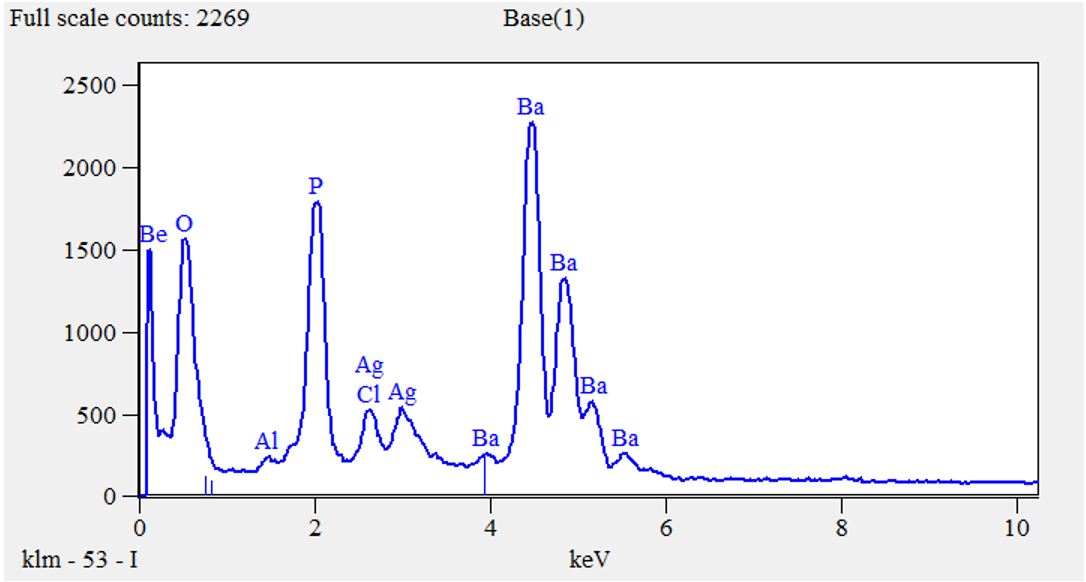 Full scale counts: 2269
Base(1)
2500
2000
1500
1000
500
0
Be
O
Al
P
Ag
Cl
Ag
Ba
Ba
Ba
Ba
Ba
0
2
4
6
8
10
klm - 53 - I
keV